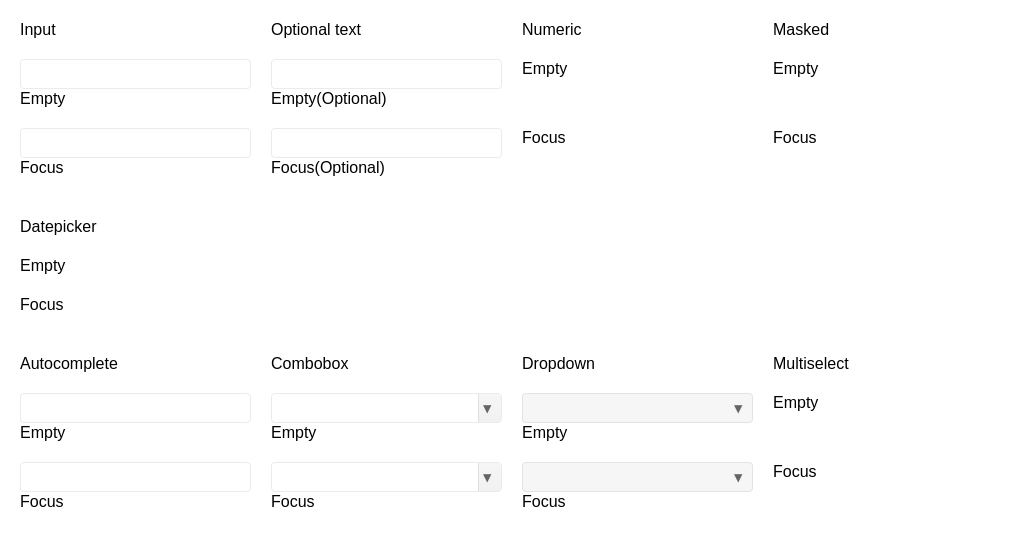 Input Optional text Numeric Masked
Empty Empty(Optional) Empty Empty
Focus Focus(Optional) Focus Focus
Datepicker
Empty
Focus
Autocomplete Combobox Dropdown Multiselect
Empty Empty Empty Empty
Focus Focus Focus Focus